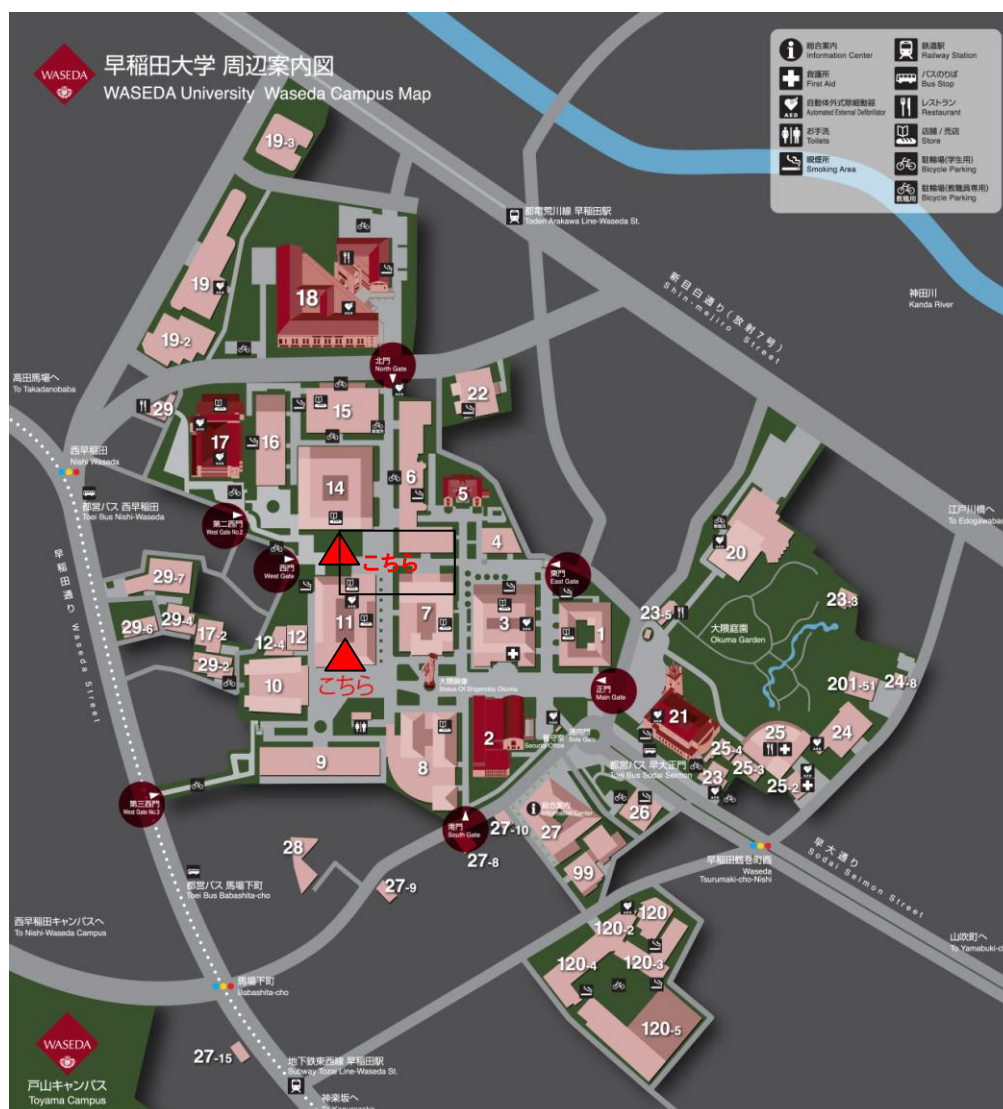 WASEDA
早稲田大学 周辺案内図
WASEDA University Waseda Campus Map
総合案内
Information Center
救護所
First Aid
自動体外式除細動器
Automated External Defibrillator
AED
お手洗
Toilets
喫煙所
Smoking Area
鉄道駅
Railway Station
バスのりば
Bus Stop
レストラン
Restaurant
店舗 / 売店
Store
駐輪場(学生用)
Bicycle Parking
駐輪場(教職員専用)
Bicycle Parking
教職用
19-3
都電荒川線 早稲田駅
Toden Arakawa Line-Waseda St.
19
18
新目白通り(放射7号)
Shin-mejiro Street
神田川
Kanda River
19-2
北門
North Gate
高田馬場へ
To Takadanobaba
29
15
22
17
16
6
西早稲田
Nishi Waseda
14
5
都営バス 西早稲田
Toei Bus Nishi-Waseda
第二西門
West Gate No.2
江戸川橋へ
To Edogawabashi
20
4
西門
West Gate
こちら
東門
East Gate
早稲田通り Waseda Street
29-7
23-5
23-3
29-6
29-4
17-2
12-4
12
11
7
3
1
大隈庭園
Okuma Garden
29-2
こちら
10
大隈銅像
Statue Of Shigenobu Okuma
正門
Main Gate
201-51
24-8
21
24
25
25-4
25-3
25-2
23
2
通用門
Side Gate
Security Office
都営バス 早大正門
Toei Bus Sodai Seimon
9
8
第三西門
West Gate No.3
総合案内
Information Center
27
26
南門
South Gate
27-10
27-8
早稲田鶴巻町西
Waseda
Tsurumaki-cho-Nishi
早大通り
Sodai Seimon Street
28
99
都営バス 馬場下町
Toei Bus Babashita-cho
27-9
西早稲田キャンパスへ
To Nishi-Waseda Campus
120
120-2
120-3
120-4
山吹町へ
馬場下町
Babashita-cho
120-5
WASEDA
27-15
地下鉄東西線 早稲田駅
Subway Tozai Line-Waseda St.
戸山キャンパス
Toyama Campus
神楽坂へ